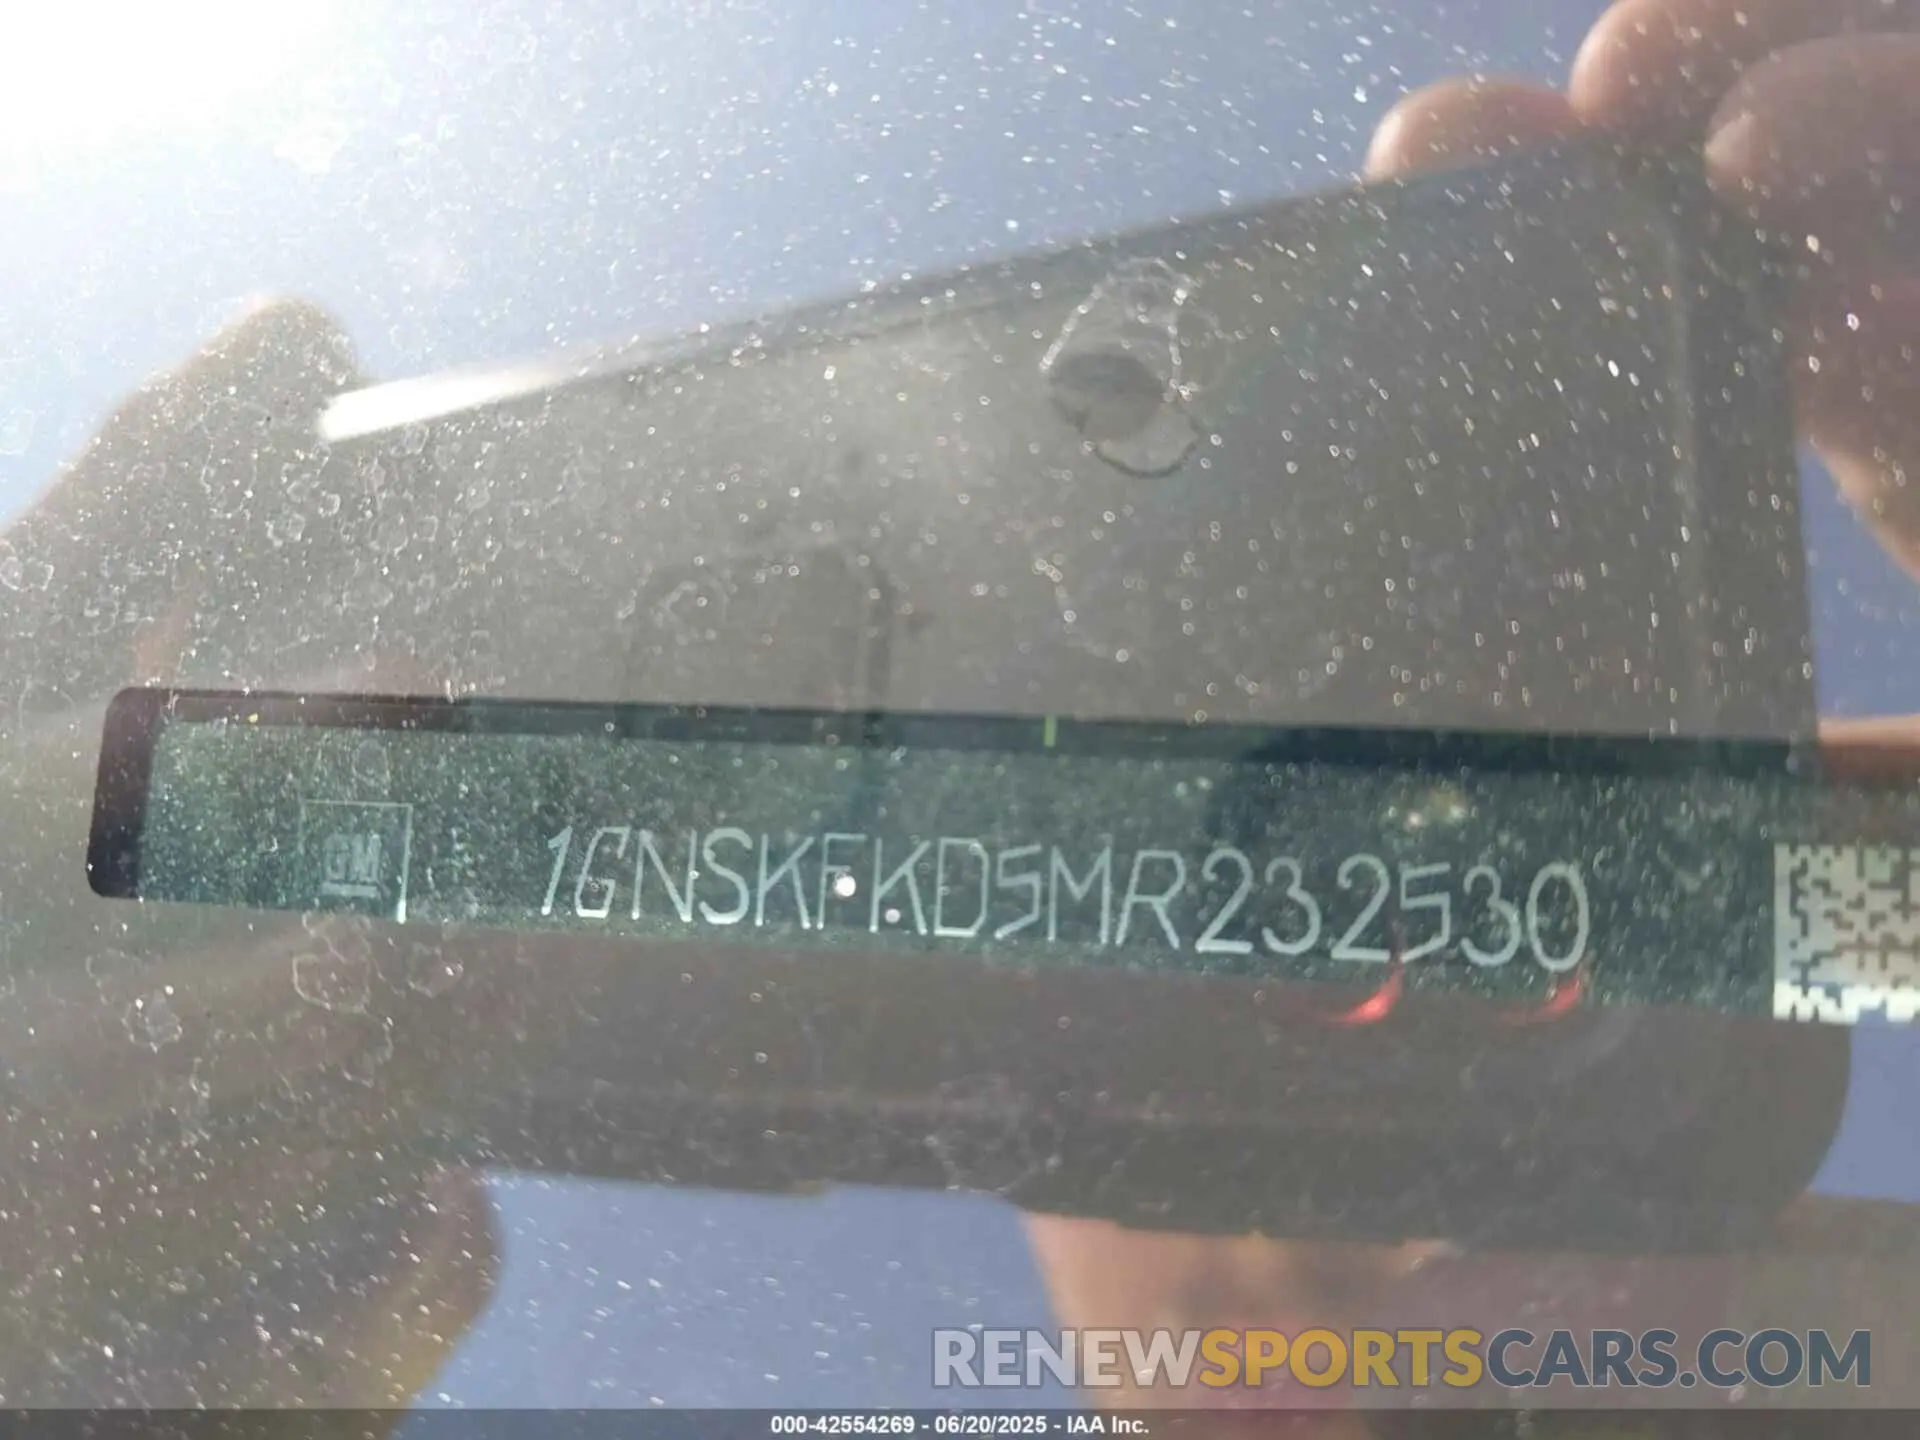 GM
1GNSKFKD5MR232530
RENEWSPORTSCARS.COM
000-42554269 - 06/20/2025 - IAA Inc.